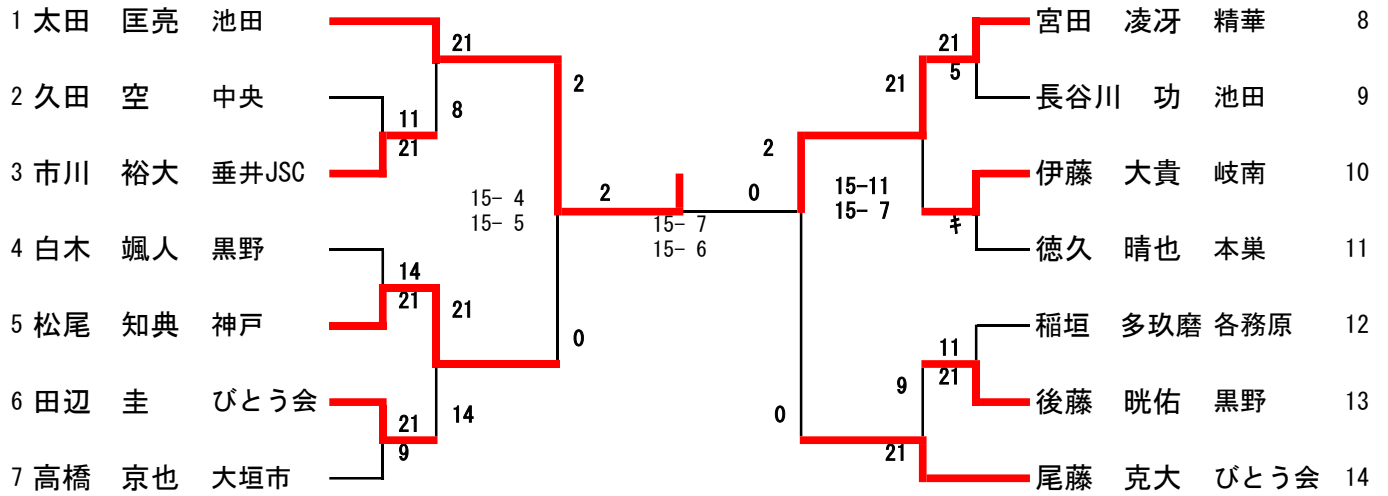 1 太田 匡亮 池田
2 久田 空 中央
3 市川 裕大 垂井JSC
4 白木 颯人 黒野
5 松尾 知典 神戸
6 田辺 圭 びとう会
7 高橋 京也 大垣市
21
8
11
21
14
21
21
14
21
9
2
0
15- 4
15- 5
2
0
15- 7
15- 6
2
0
15-11
15- 7
21
9
21
21
5
キ
11
21
宮田 凌冴 精華 8
長谷川 功 池田 9
伊藤 大貴 岐南 10
徳久 晴也 本巣 11
稲垣 多玖磨 各務原 12
後藤 晄佑 黒野 13
尾藤 克大 びとう会 14